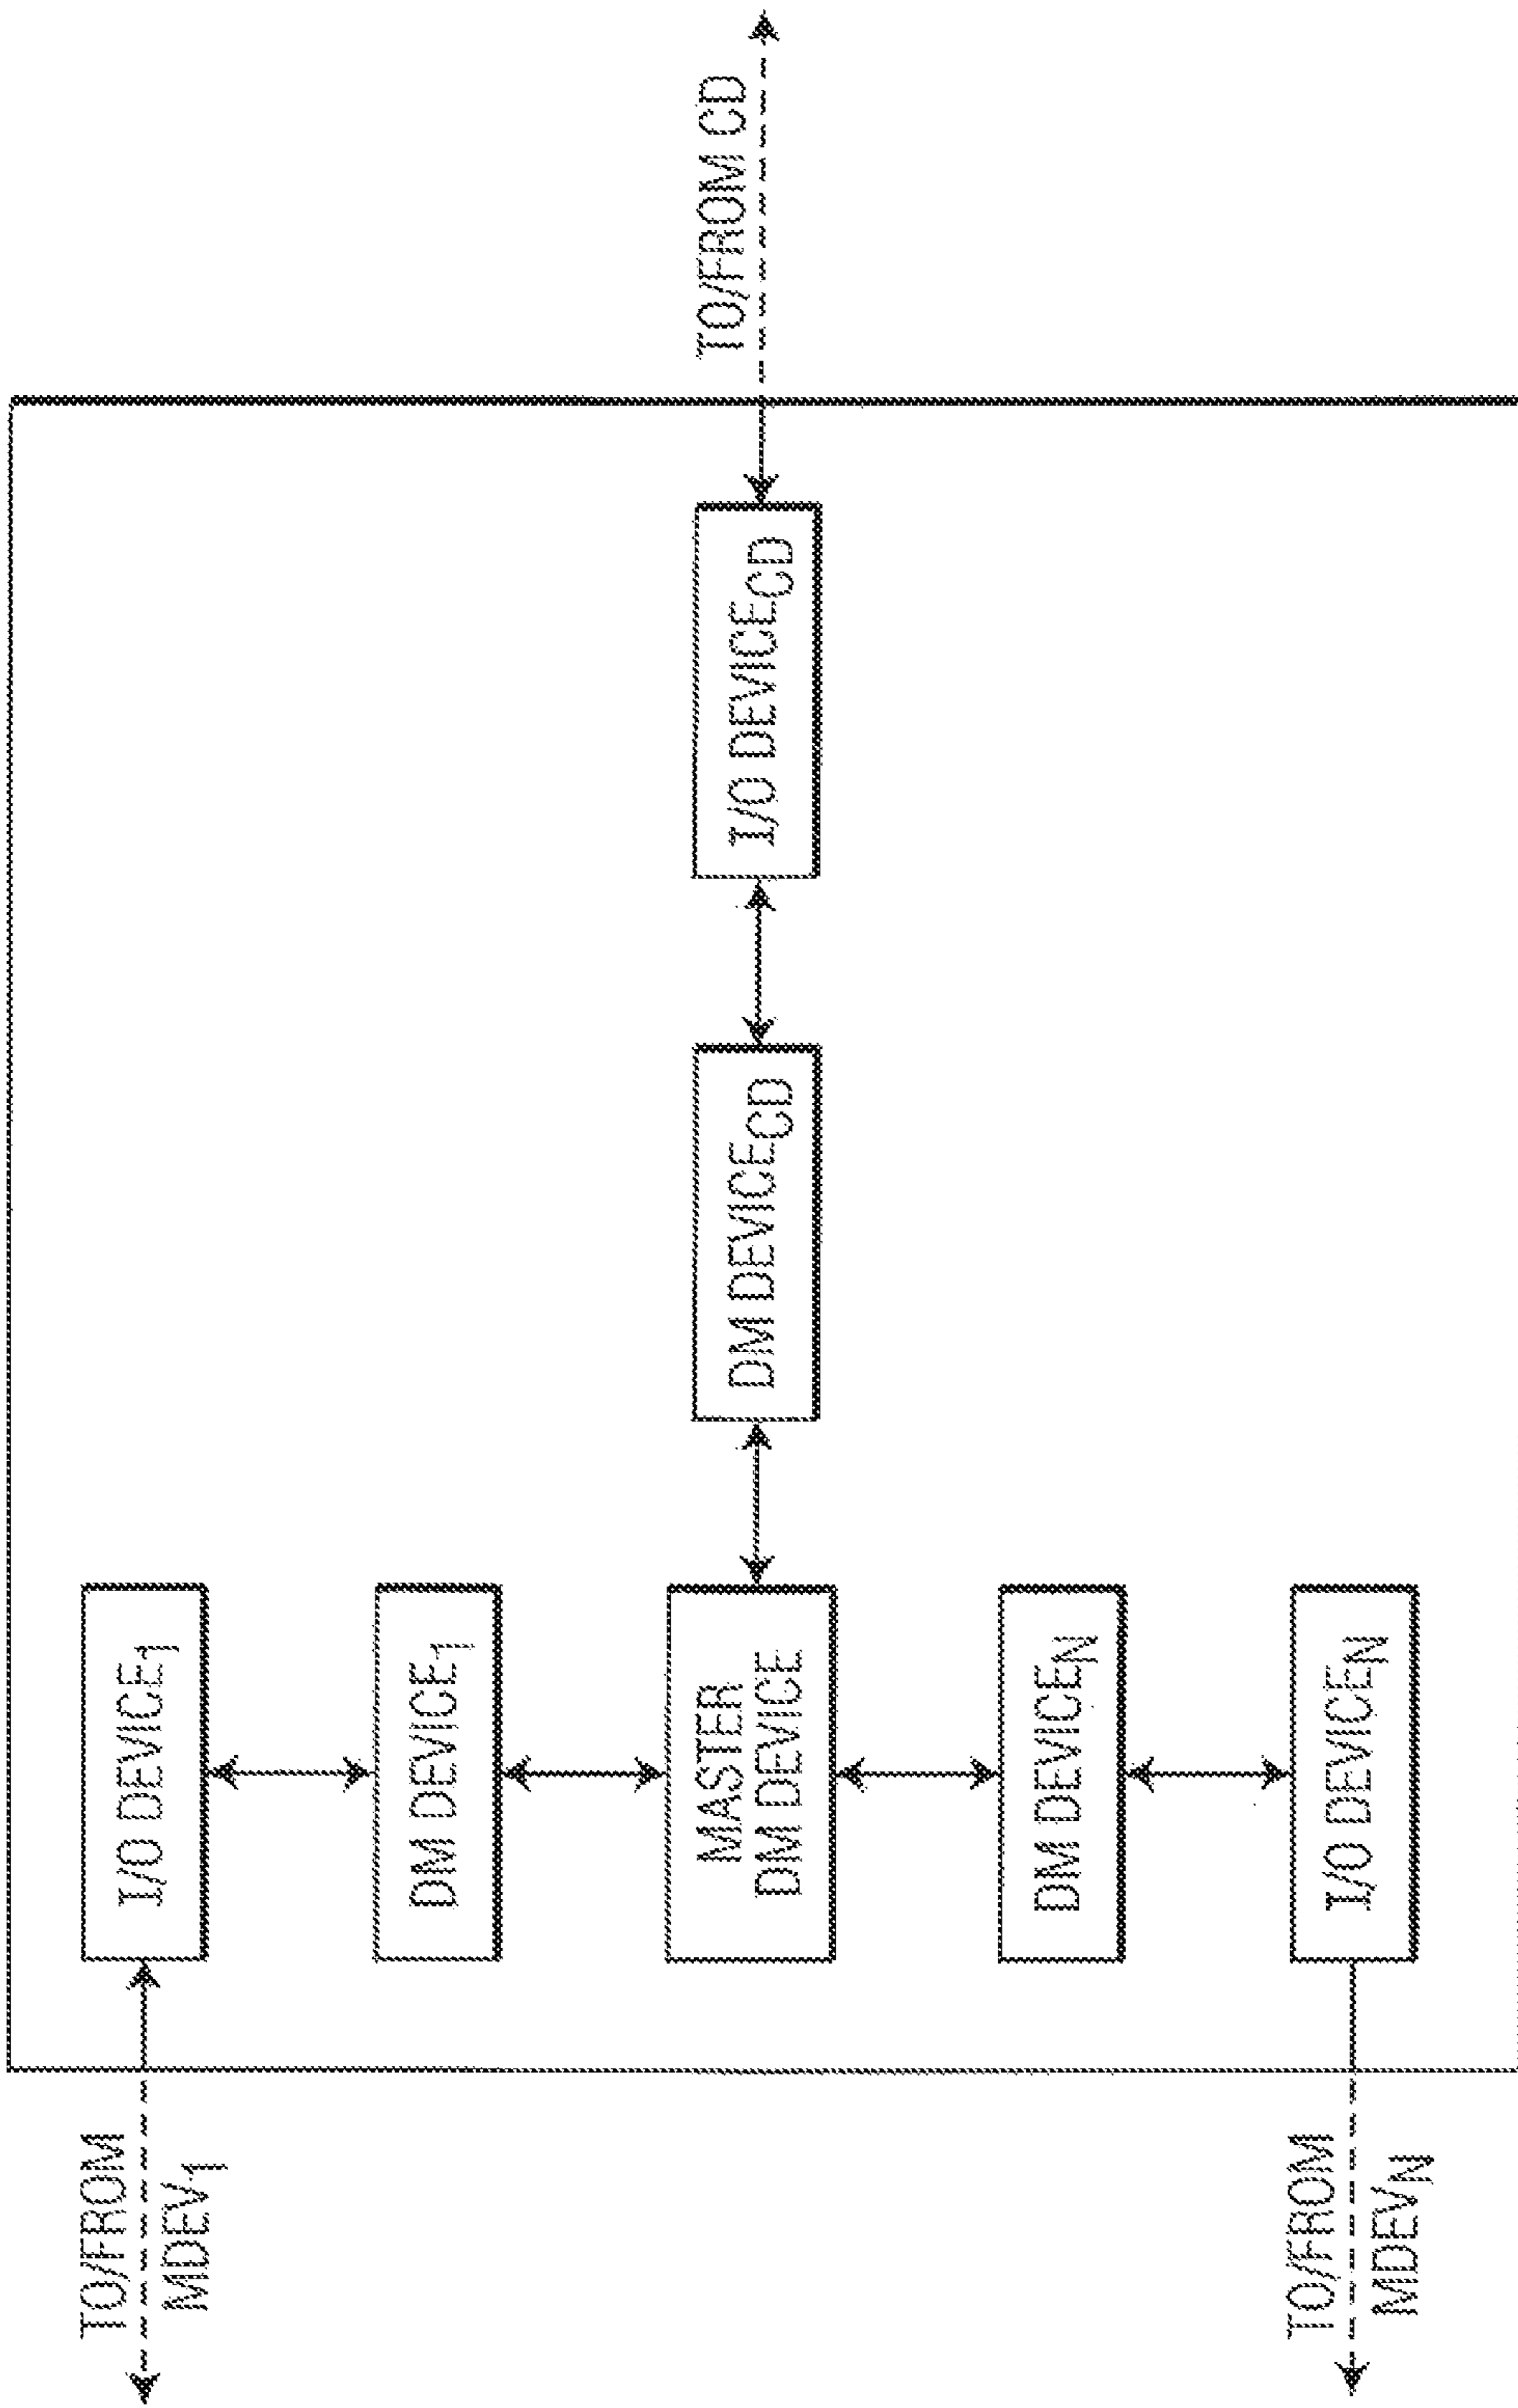 TO/FROM
MDEV1
I/O DEVICE1
DM DEVICE1
MASTER
DM DEVICE
DM DEVICECD
I/O DEVICECD
TO/FROM CD
DM DEVICEN
I/O DEVICEN
TO/FROM
MDEVN